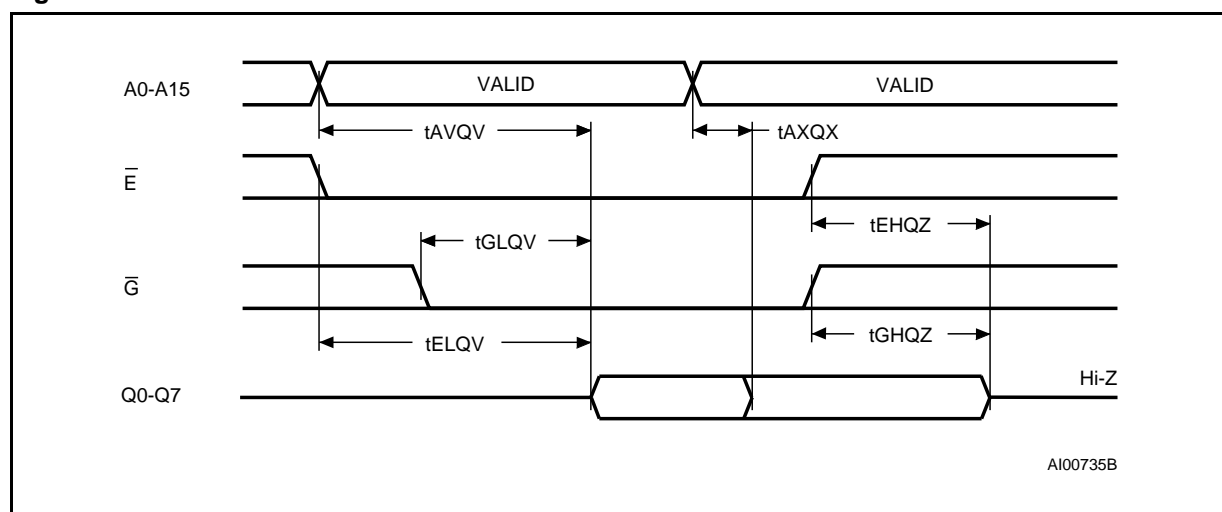 A0-A15
VALID
VALID
tAVQV
tAXQX
E̅
tEHQZ
tGLQV
G̅
tGHQZ
tELQV
Q0-Q7
Hi-Z
AI00735B